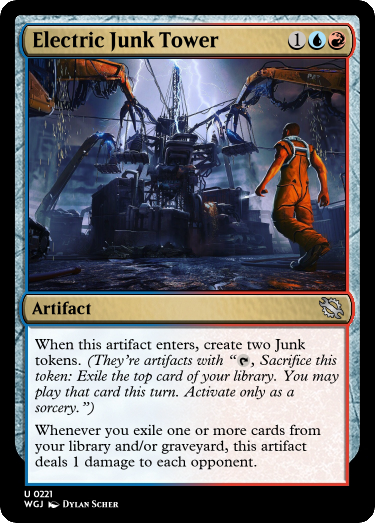 Electric Junk Tower 1
Artifact
When this artifact enters, create two Junk
tokens. (They're artifacts with “, Sacrifice this
token: Exile the top card of your library. You may
play that card this turn. Activate only as a
sorcery.”)
Whenever you exile one or more cards from
your library and/or graveyard, this artifact
deals 1 damage to each opponent.
U 0221
WGJ Dylan Scher